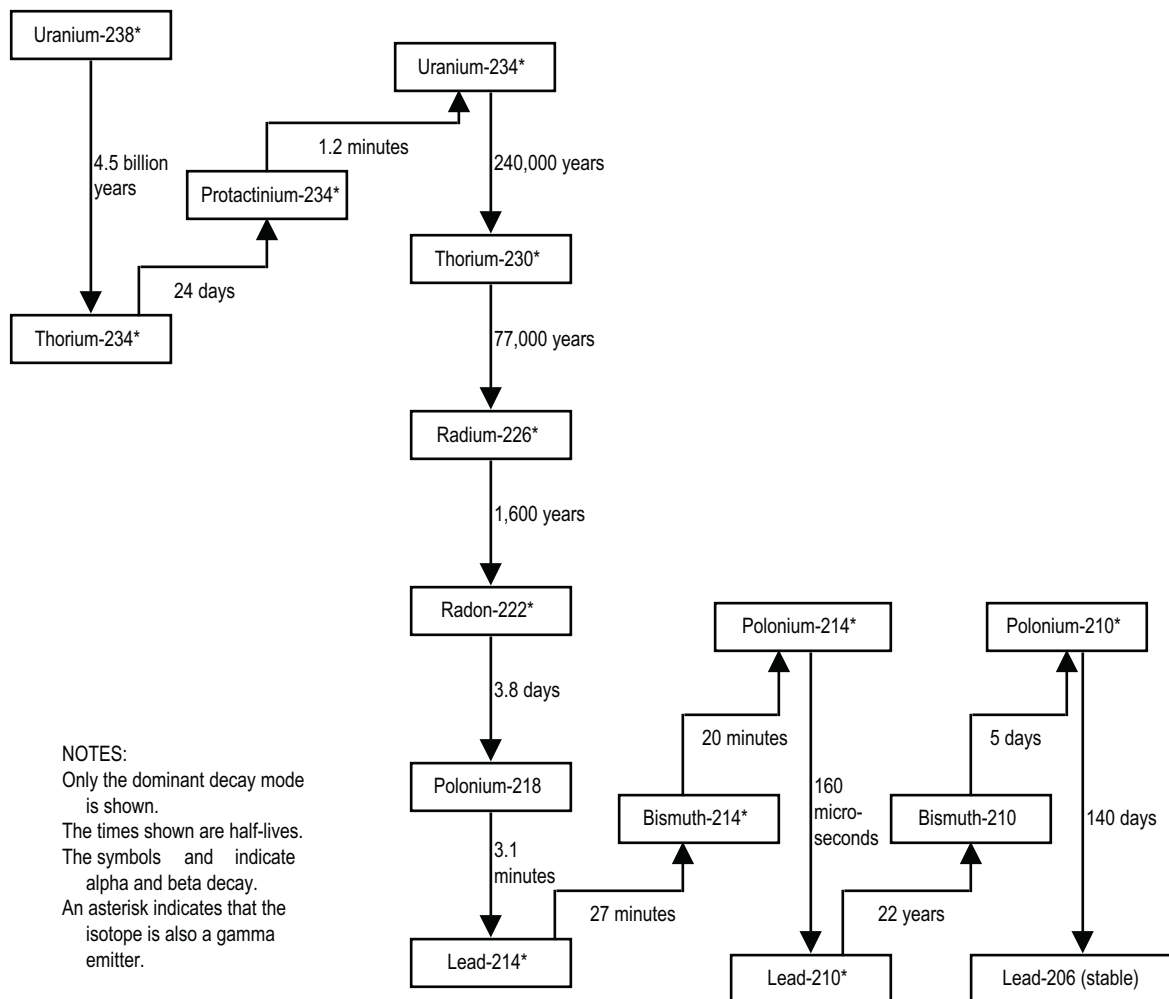 Uranium-238*
4.5 billion
years
Thorium-234*
24 days
Protactinium-234*
1.2 minutes
Uranium-234*
240,000 years
Thorium-230*
77,000 years
Radium-226*
1,600 years
Radon-222*
3.8 days
Polonium-218
3.1
minutes
Lead-214*
27 minutes
Bismuth-214*
20 minutes
Polonium-214*
160
micro-
seconds
Lead-210*
22 years
Bismuth-210
5 days
Polonium-210*
140 days
Lead-206 (stable)
NOTES:
Only the dominant decay mode
is shown.
The times shown are half-lives.
The symbols and indicate
alpha and beta decay.
An asterisk indicates that the
isotope is also a gamma
emitter.